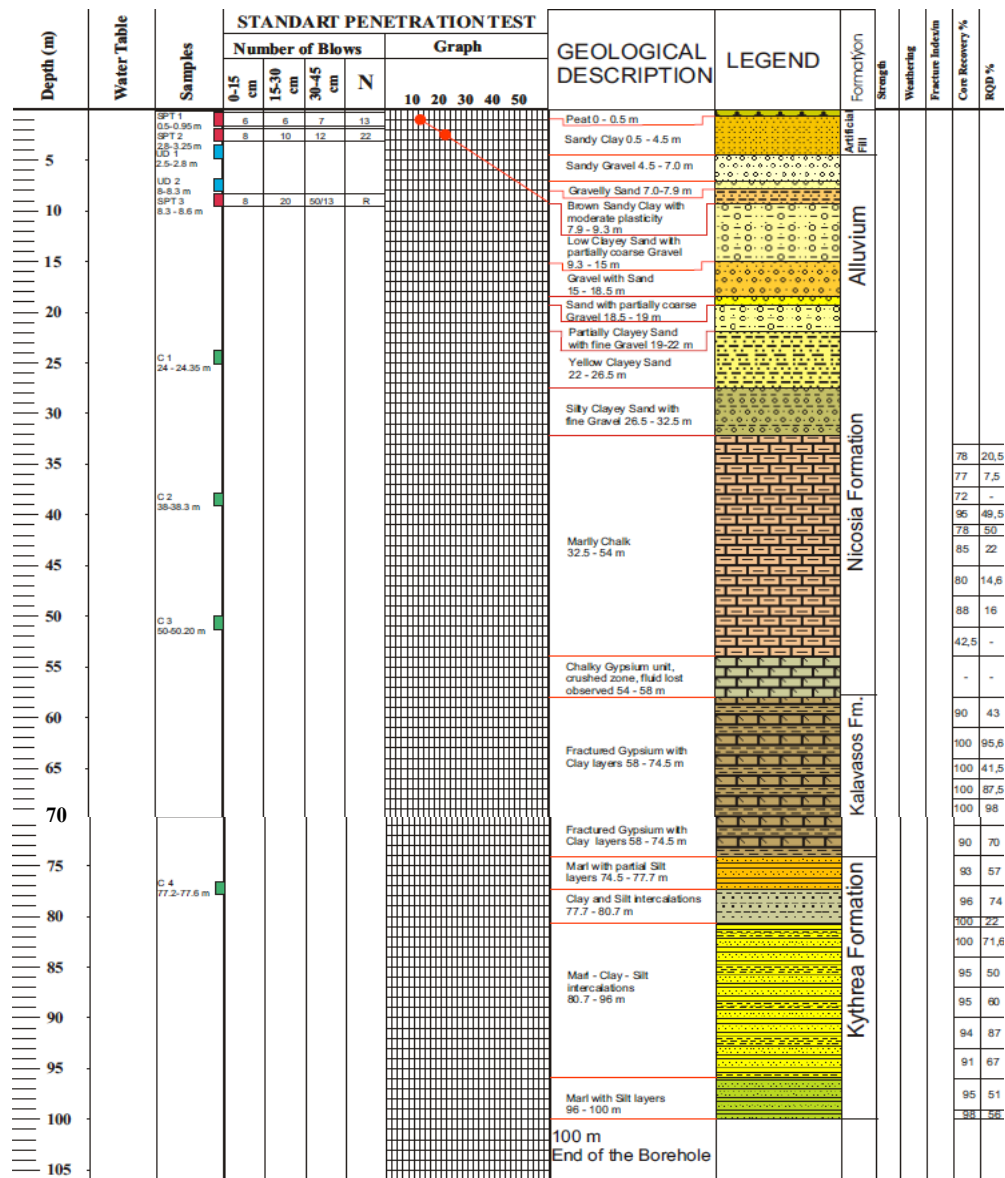 STANDART PENETRATION TEST
Depth (m)
Water Table
Samples
Number of Blows
Graph
0-15 cm
15-30 cm
30-45 cm
N
10 20 30 40 50
GEOLOGICAL
DESCRIPTION
LEGEND
Formatyon
Strength
Weathering
Fracture Index/m
Core Recovery %
RQD %
SPT 1
0.5-0.95 m
6 6 7 13
SPT 2
2.8-3.25 m
8 10 12 22
UD 1
2.5-2.8 m
UD 2
8-8.3 m
SPT 3
8.3 - 8.6 m
8 20 50/13 R
C 1
24 - 24.35 m
C 2
38-38.3 m
C 3
50-50.20 m
C 4
77.2-77.6 m
5
10
15
20
25
30
35
40
45
50
55
60
65
70
75
80
85
90
95
100
105
Peat 0 - 0.5 m
Sandy Clay 0.5 - 4.5 m
Sandy Gravel 4.5 - 7.0 m
Gravelly Sand 7.0-7.9 m
Brown Sandy Clay with
moderate plasticity
7.9 - 9.3 m
Low Clayey Sand with
partially coarse Gravel
9.3 - 15 m
Gravel with Sand
15 - 18.5 m
Sand with partially coarse
Gravel 18.5 - 19 m
Partially Clayey Sand
with fine Gravel 19-22 m
Yellow Clayey Sand
22 - 26.5 m
Silty Clayey Sand with
fine Gravel 26.5 - 32.5 m
Marlly Chalk
32.5 - 54 m
Chalky Gypsium unit,
crushed zone, fluid lost
observed 54 - 58 m
Fractured Gypsium with
Clay layers 58 - 74.5 m
Fractured Gypsium with
Clay layers 58 - 74.5 m
Marl with partial Silt
layers 74.5 - 77.7 m
Clay and Silt intercalations
77.7 - 80.7 m
Marl - Clay - Silt
intercalations
80.7 - 96 m
Marl with Silt layers
96 - 100 m
100 m
End of the Borehole
Artificial
Fill
Alluvium
Nicosia Formation
Kalavasos Fm.
Kythrea Formation
78 20,5
77 7,5
72 -
95 49,5
78 50
85 22
80 14,6
88 16
42,5 -
- -
90 43
100 95,6
100 41,5
100 87,5
100 98
90 70
93 57
96 74
100 22
100 71,6
95 50
95 60
94 87
91 67
95 51
98 56